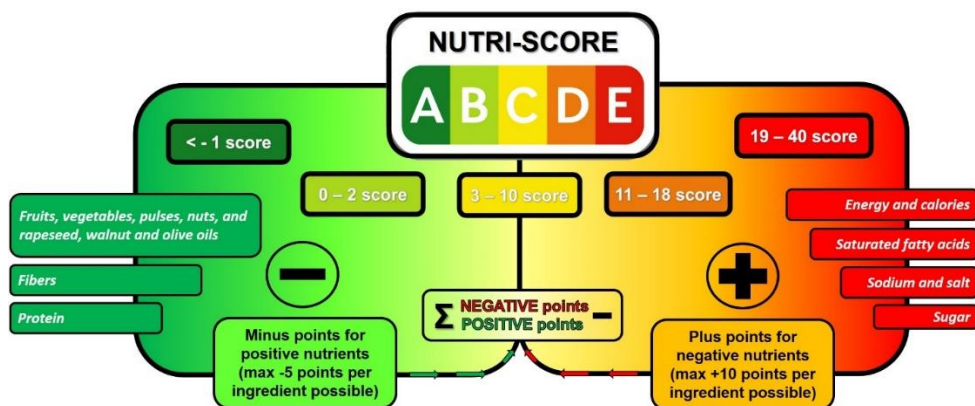 NUTRI-SCORE
A B C D E
< - 1 score
0 – 2 score
3 – 10 score
11 – 18 score
19 – 40 score
Fruits, vegetables, pulses, nuts, and
rapeseed, walnut and olive oils
Fibers
Protein
Energy and calories
Saturated fatty acids
Sodium and salt
Sugar
Σ NEGATIVE points –
POSITIVE points
Minus points for
positive nutrients
(max -5 points per
ingredient possible)
Plus points for
negative nutrients
(max +10 points per
ingredient possible)